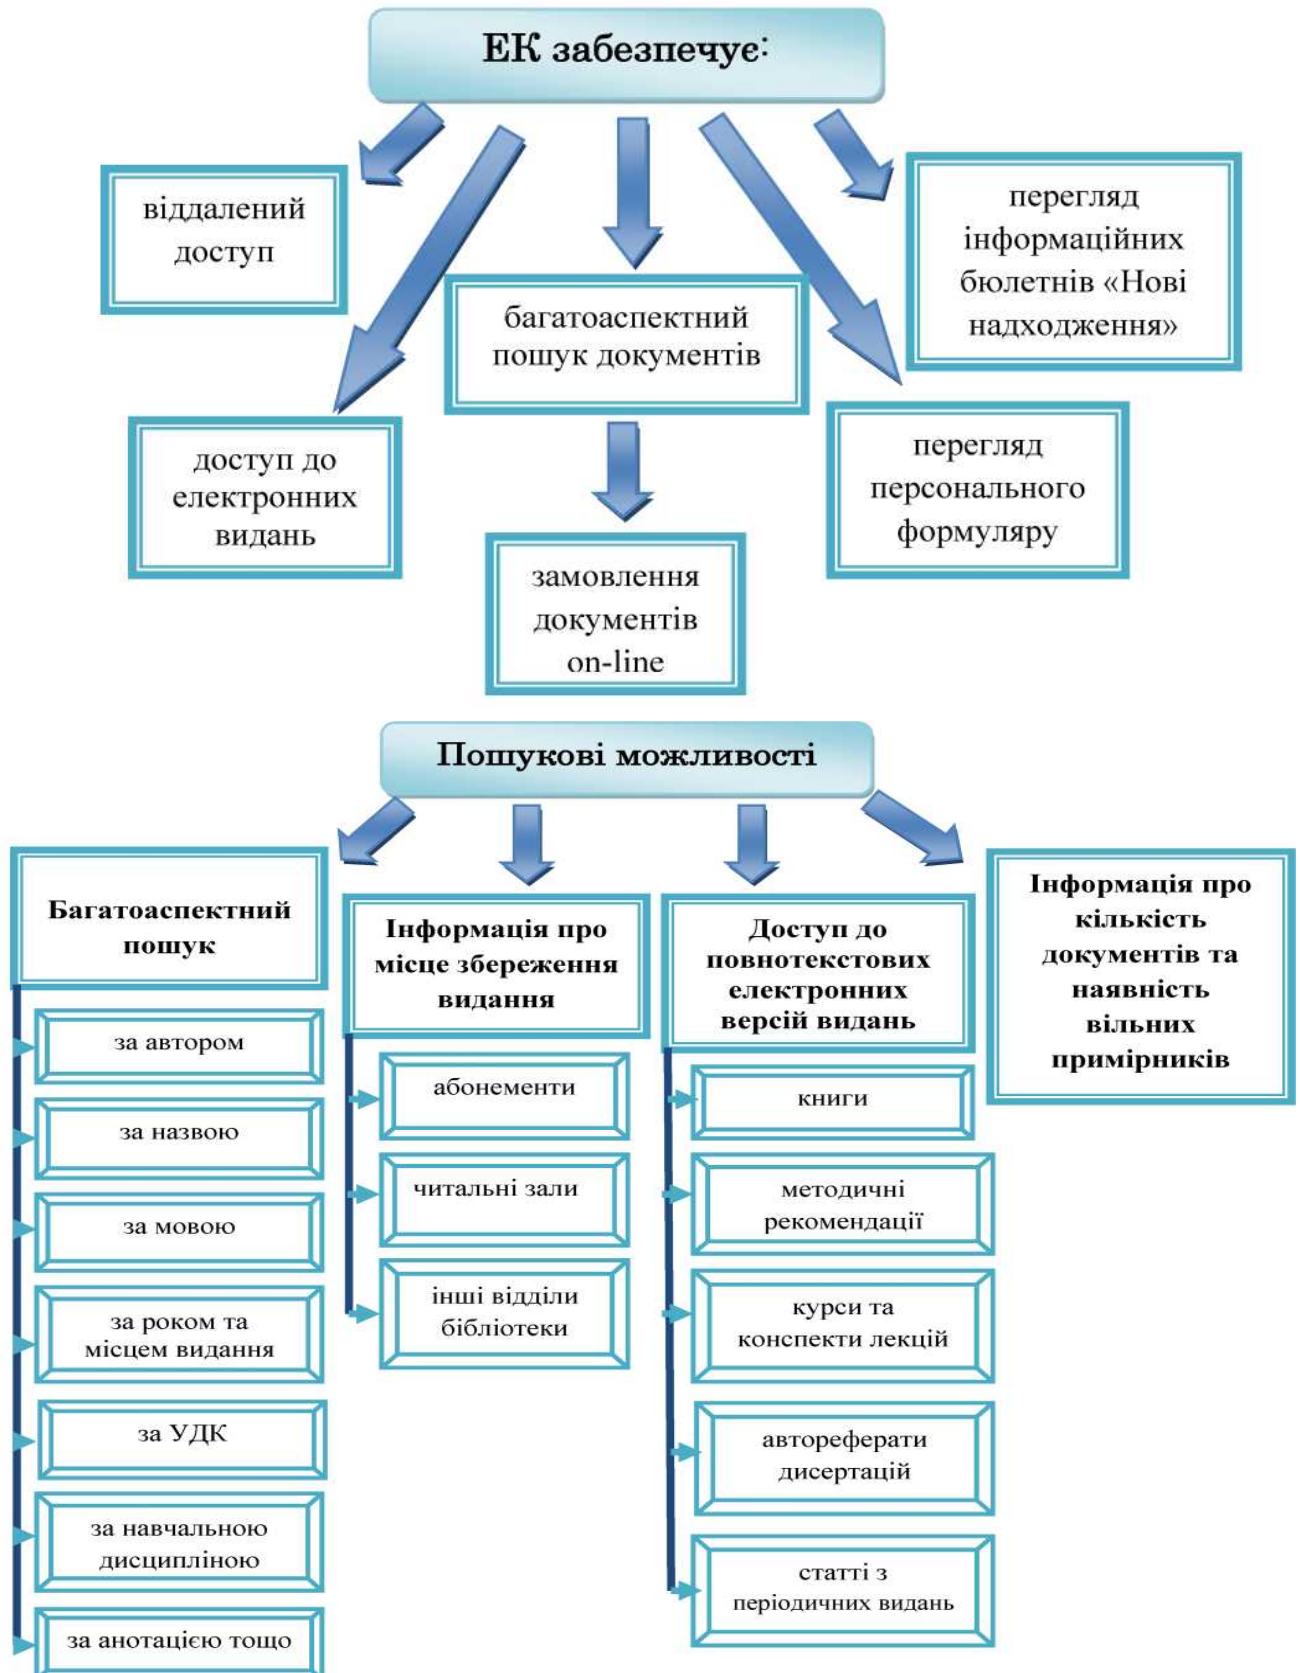 ЕК забезпечує:
віддалений
доступ
перегляд
інформаційних
бюлетнів «Нові
надходження»
багатоаспектний
пошук документів
доступ до
електронних
видань
перегляд
персонального
формуляру
замовлення
документів
on-line
Пошукові можливості
Багатоаспектний
пошук
за автором
за назвою
за мовою
за роком та
місцем видання
за УДК
за навчальною
дисципліною
за анотацією тощо
Інформація про
місце збереження
видання
абонементи
читальні зали
інші відділи
бібліотеки
Доступ до
повнотекстових
електронних
версій видань
книги
методичні
рекомендації
курси та
конспекти лекцій
автореферати
дисертацій
статті з
періодичних видань
Інформація про
кількість
документів та
наявність
вільних
примірників